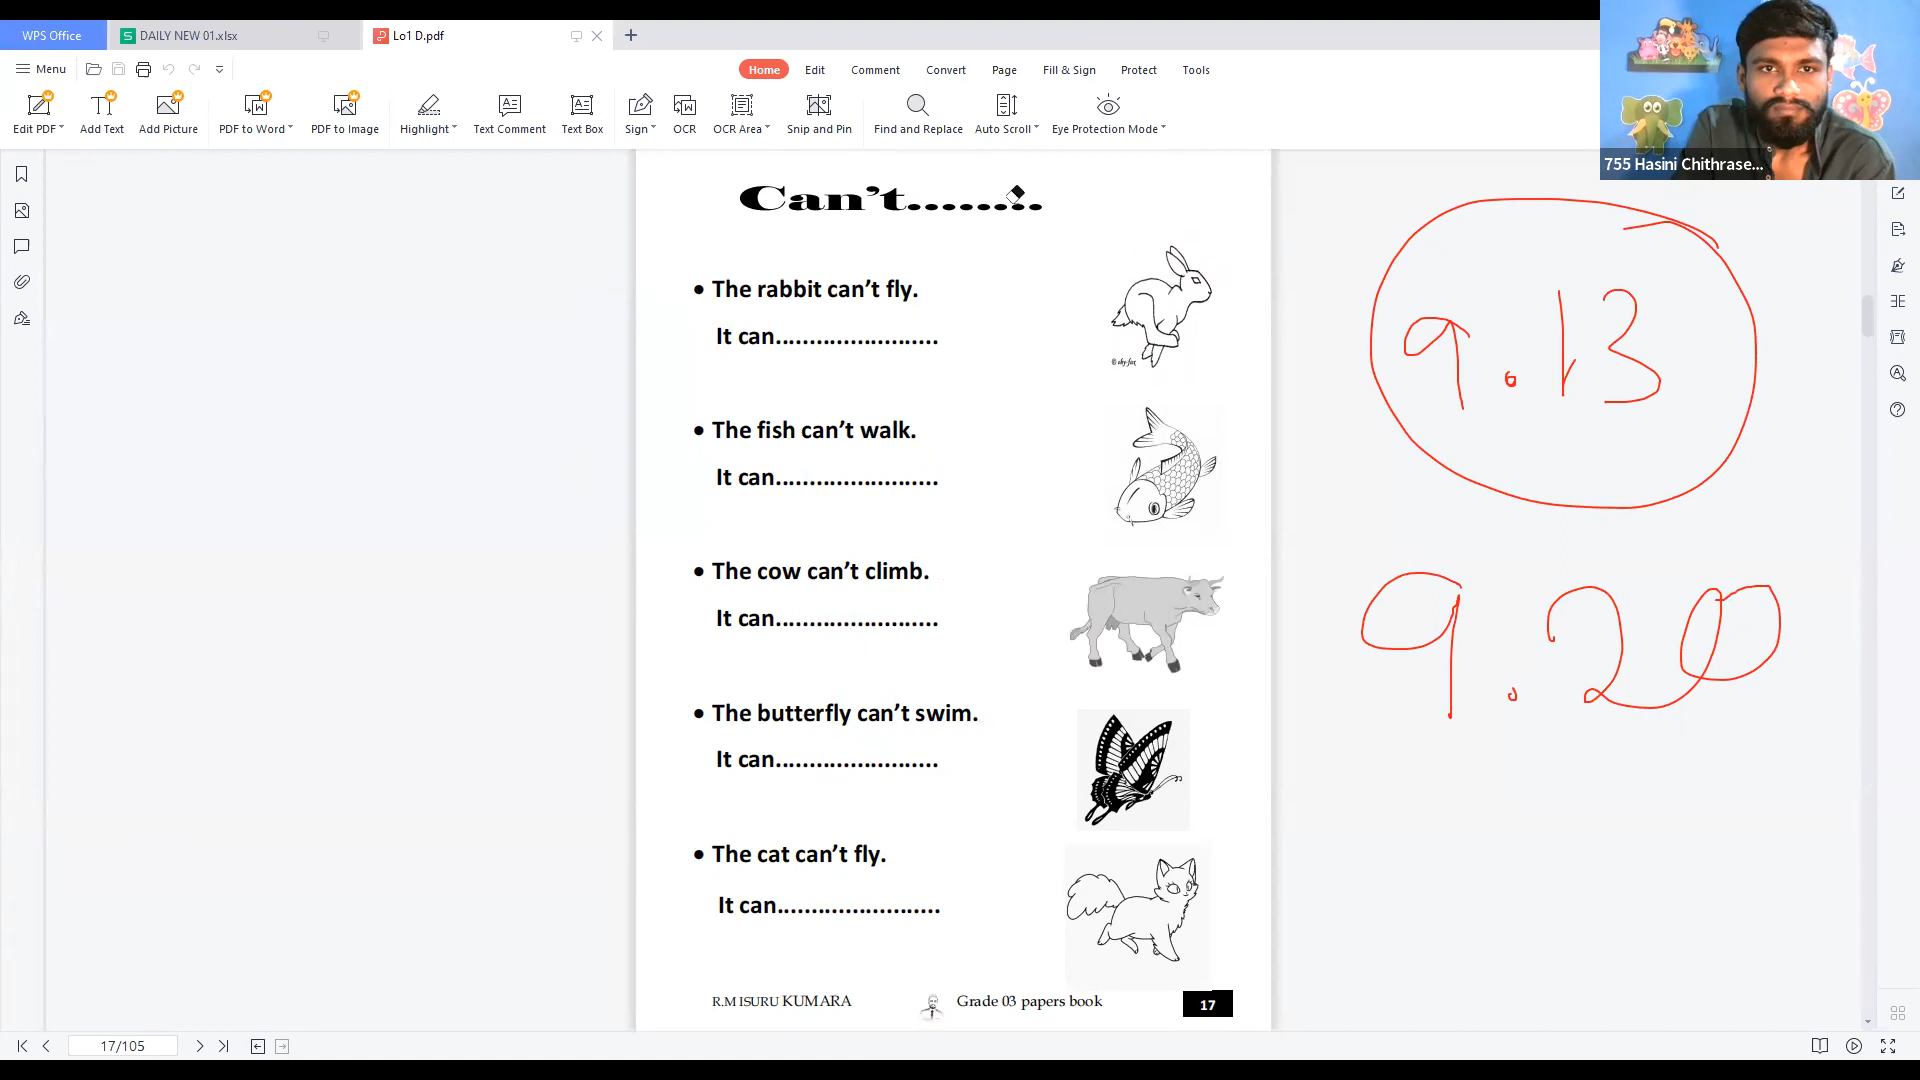 WPS Office
DAILY NEW 01.xlsx
Lo1 D.pdf
Menu
Home Edit Comment Convert Page Fill & Sign Protect Tools
Edit PDF Add Text Add Picture PDF to Word PDF to Image Highlight Text Comment Text Box Sign OCR OCR Area Snip and Pin Find and Replace Auto Scroll Eye Protection Mode
755 Hasini Chithrase...
Can't........
• The rabbit can't fly.
It can........................
© shy-fox
• The fish can't walk.
It can........................
• The cow can't climb.
It can........................
• The butterfly can't swim.
It can........................
• The cat can't fly.
It can........................
R.M ISURU KUMARA
Grade 03 papers book
17
9.13
9.20
17/105